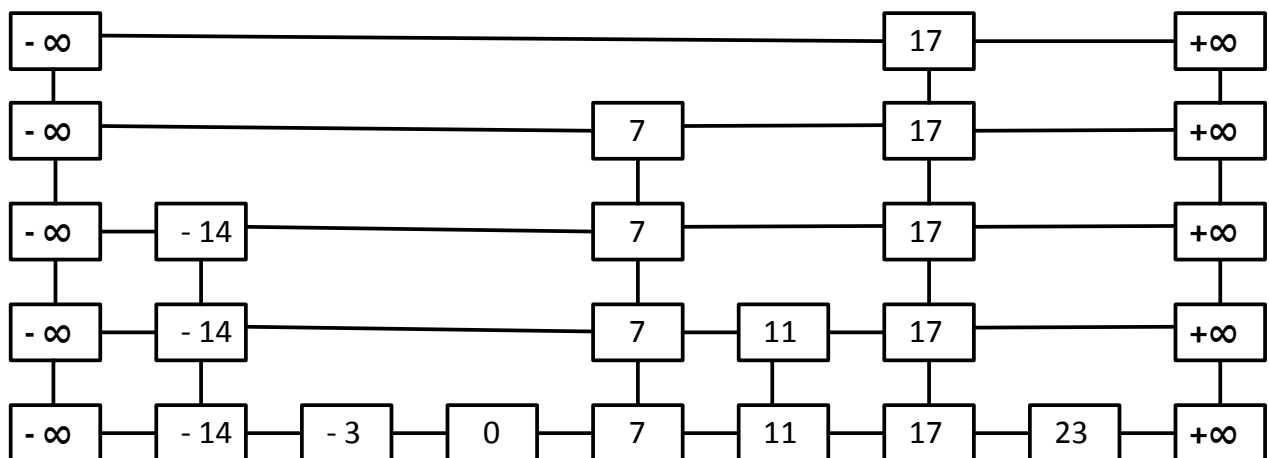 - ∞ 17 +∞
- ∞ 7 17 +∞
- ∞ - 14 7 17 +∞
- ∞ - 14 7 11 17 +∞
- ∞ - 14 - 3 0 7 11 17 23 +∞